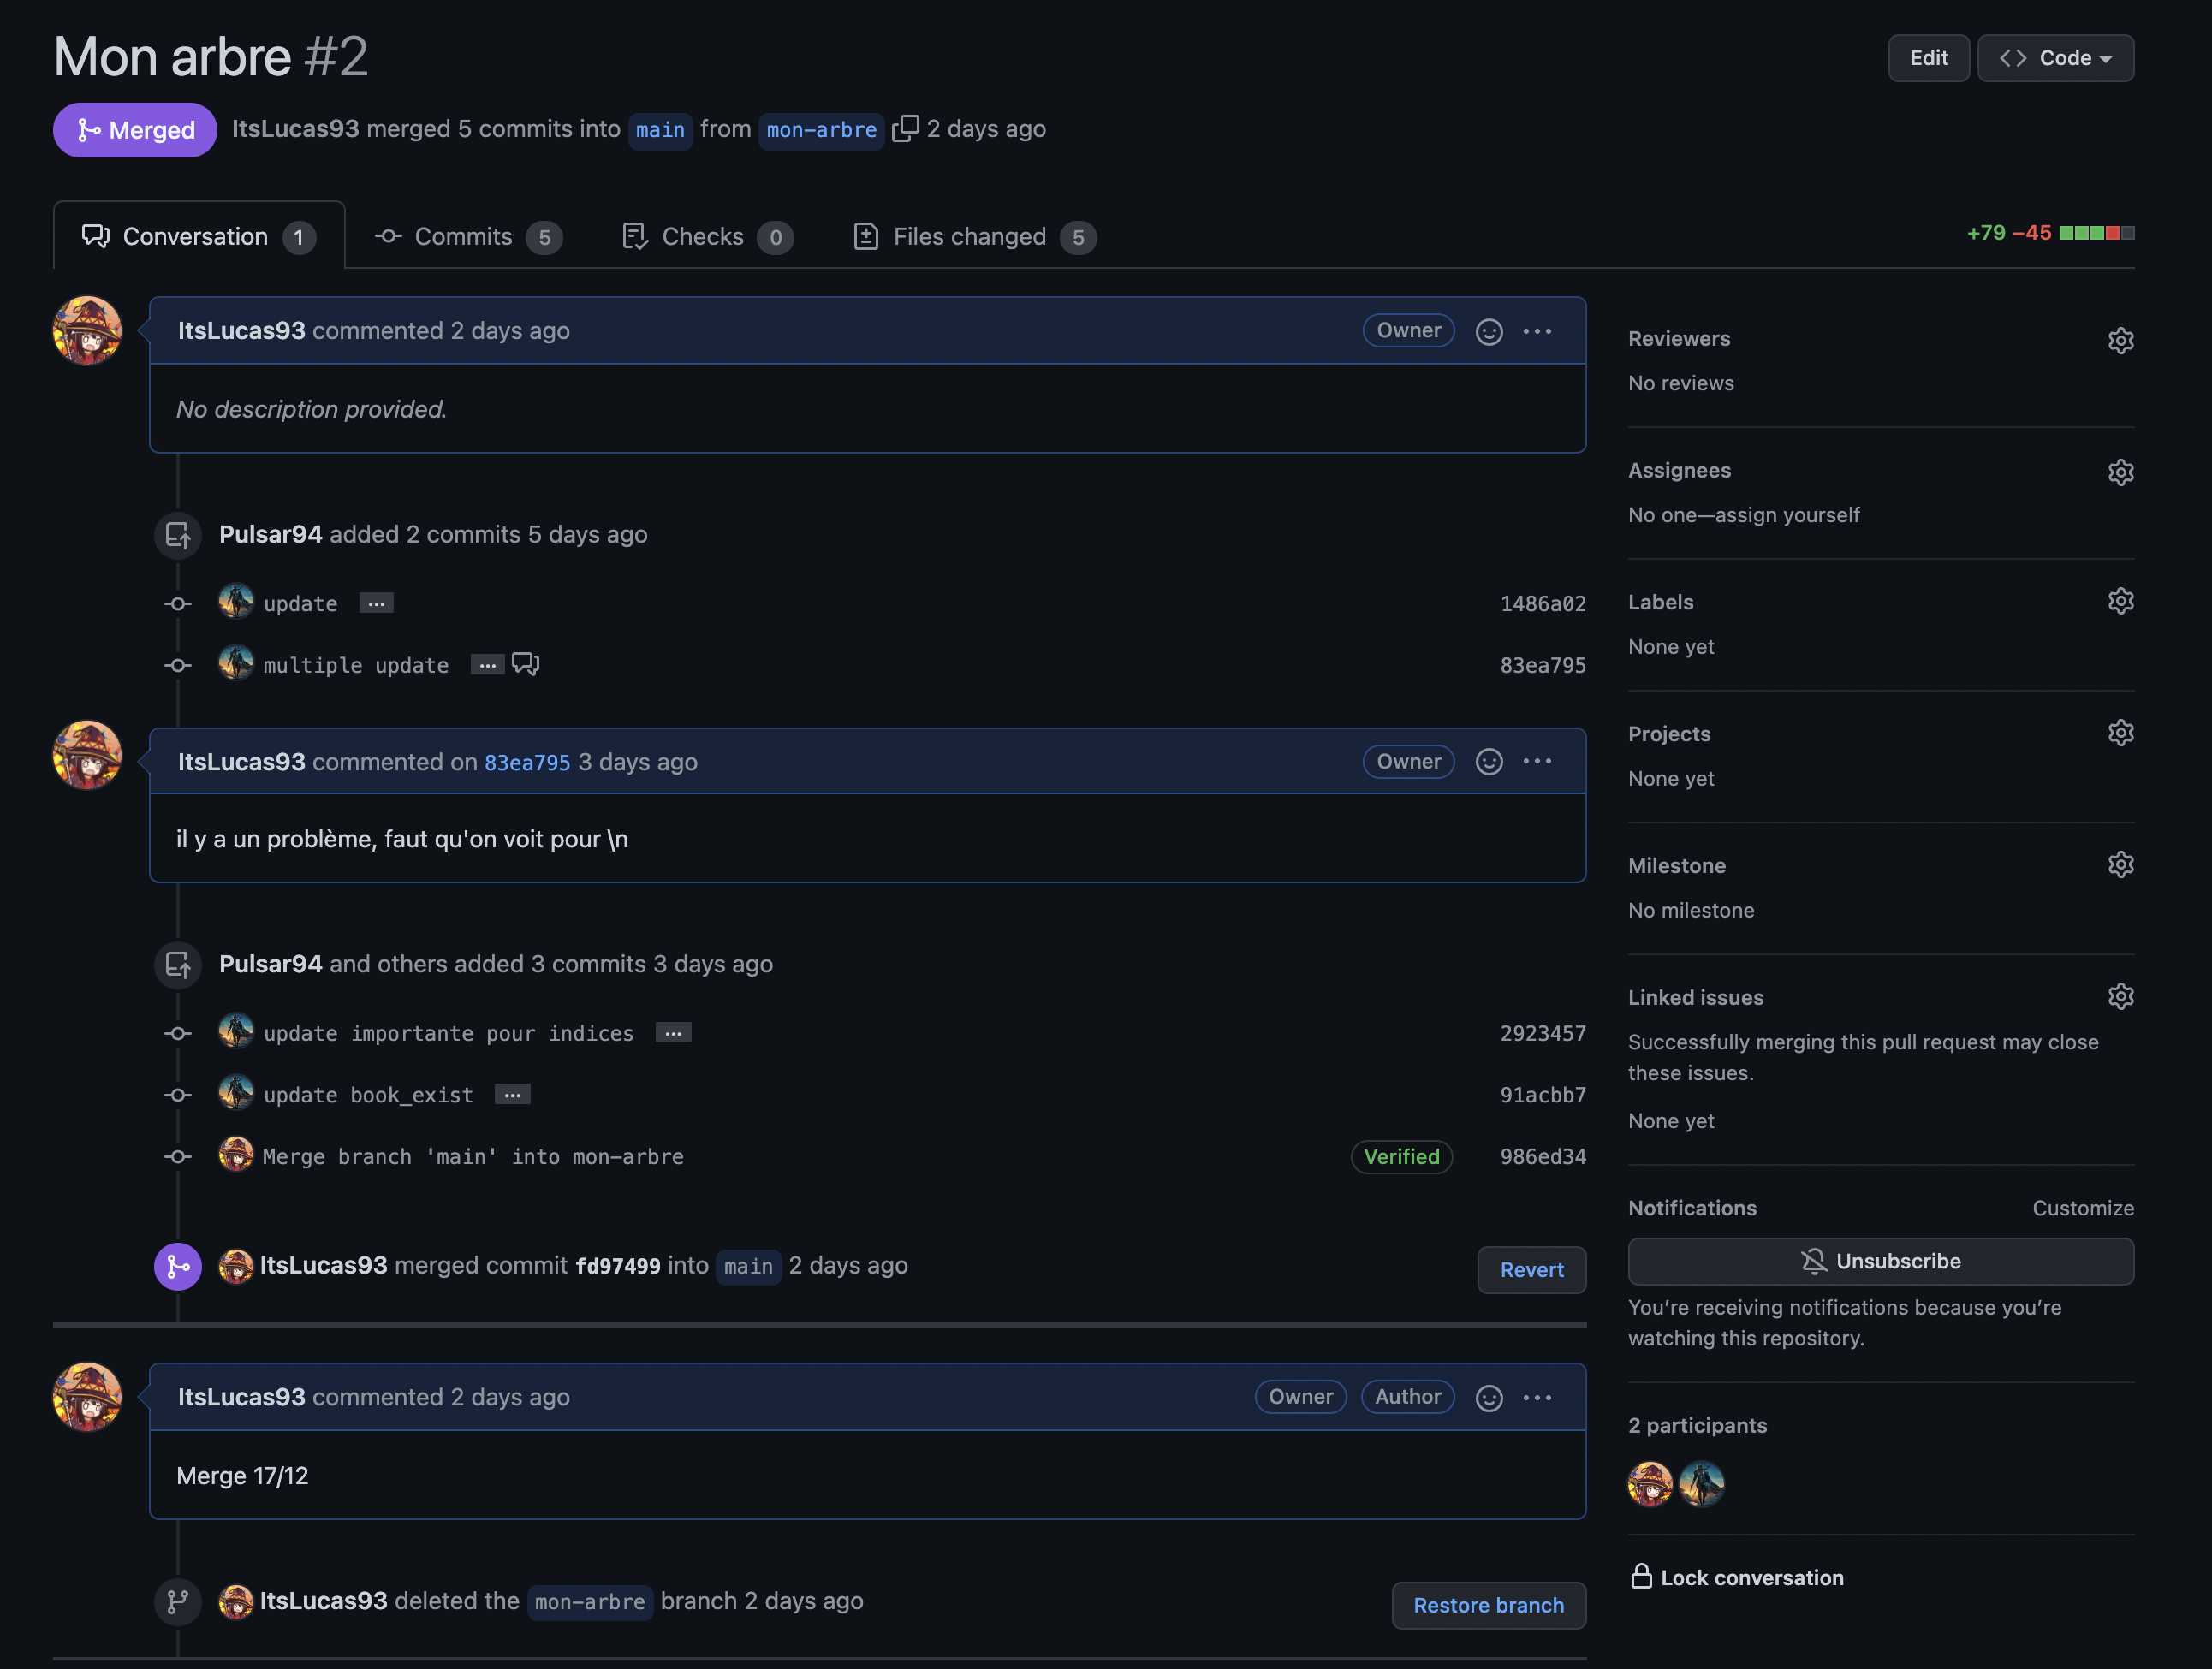 Mon arbre #2
Edit
Code
Merged
ItsLucas93 merged 5 commits into main from mon-arbre 2 days ago
Conversation 1
Commits 5
Checks 0
Files changed 5
+79 −45
ItsLucas93 commented 2 days ago
Owner
No description provided.
Pulsar94 added 2 commits 5 days ago
update ...
1486a02
multiple update ...
83ea795
ItsLucas93 commented on 83ea795 3 days ago
Owner
il y a un problème, faut qu'on voit pour \n
Pulsar94 and others added 3 commits 3 days ago
update importante pour indices ...
2923457
update book_exist ...
91acbb7
Merge branch 'main' into mon-arbre
Verified
986ed34
ItsLucas93 merged commit fd97499 into main 2 days ago
Revert
ItsLucas93 commented 2 days ago
Owner
Author
Merge 17/12
ItsLucas93 deleted the mon-arbre branch 2 days ago
Restore branch
Reviewers
No reviews
Assignees
No one—assign yourself
Labels
None yet
Projects
None yet
Milestone
No milestone
Linked issues
Successfully merging this pull request may close
these issues.
None yet
Notifications
Customize
Unsubscribe
You're receiving notifications because you're
watching this repository.
2 participants
Lock conversation